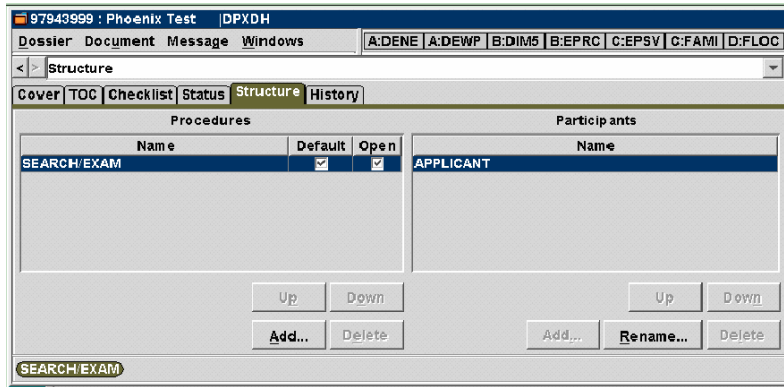 97943999 : Phoenix Test |DPXDH
Dossier Document Message Windows A:DENE A:DEWP B:DIM5 B:EPRC C:EPSV C:FAMI D:FLOC
< > Structure
Cover TOC Checklist Status Structure History
Procedures Participants
Name Default Open Name
SEARCH/EXAM APPLICANT
Up Down Up Down
Add... Delete Add... Rename... Delete
SEARCH/EXAM